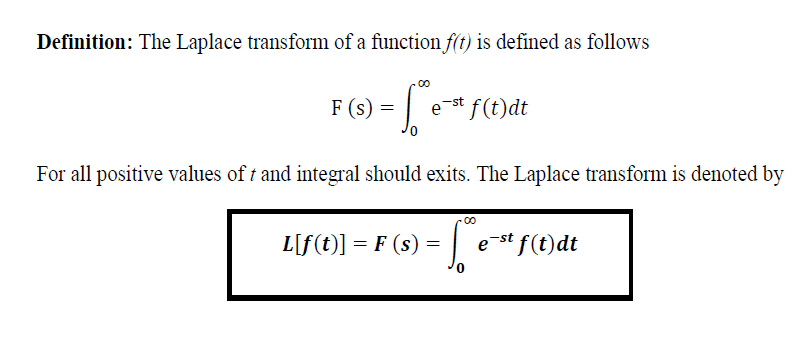 Definition: The Laplace transform of a function f(t) is defined as follows
F (s) = ∫₀^∞ e⁻ˢᵗ f(t)dt
For all positive values of t and integral should exits. The Laplace transform is denoted by
L[f(t)] = F (s) = ∫₀^∞ e⁻ˢᵗ f(t)dt